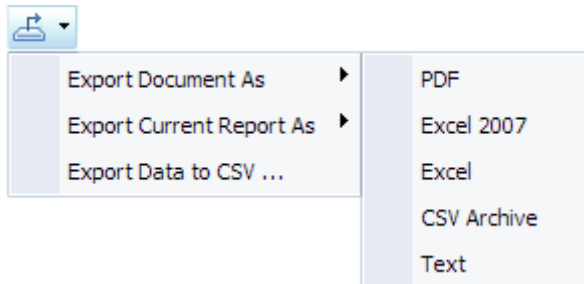 Export Document As
Export Current Report As
Export Data to CSV ...
PDF
Excel 2007
Excel
CSV Archive
Text